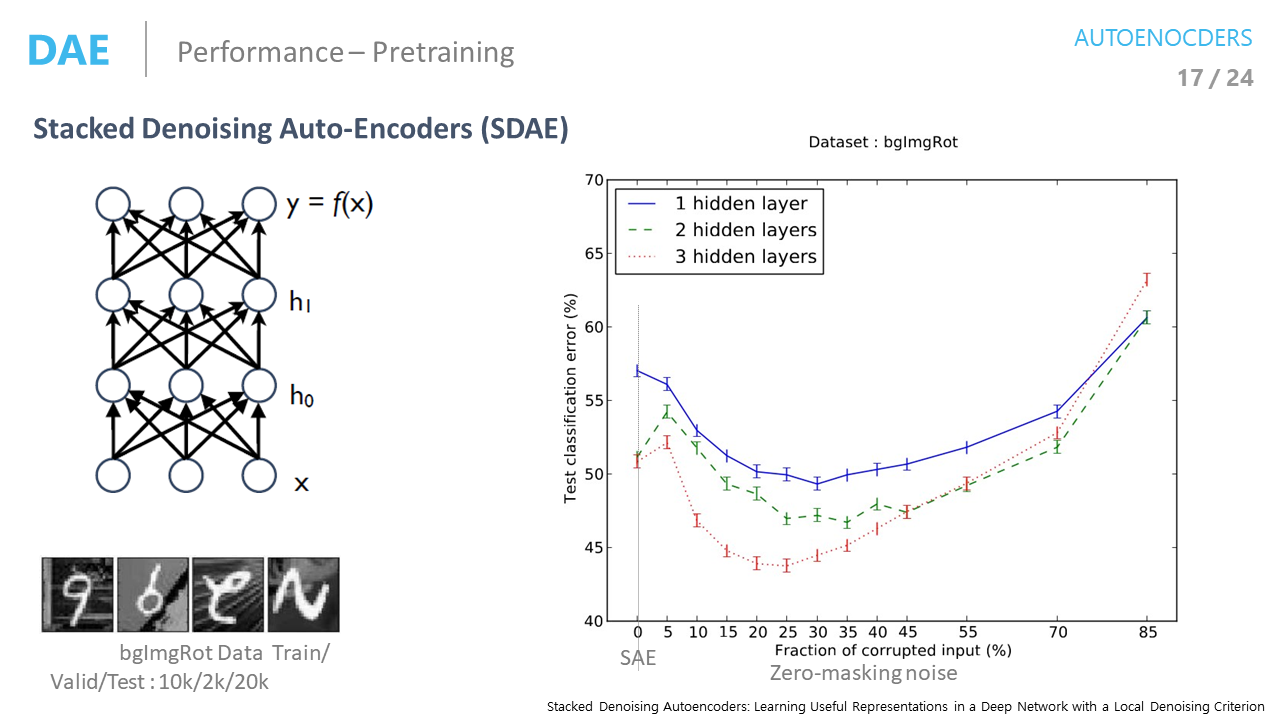 DAE
Performance – Pretraining
AUTOENOCDERS
17 / 24
Stacked Denoising Auto-Encoders (SDAE)
y = f(x)
h1
h0
x
bgImgRot Data Train/
Valid/Test : 10k/2k/20k
Dataset : bgImgRot
1 hidden layer
2 hidden layers
3 hidden layers
Test classification error (%)
70
65
60
55
50
45
40
0 5 10 15 20 25 30 35 40 45 55 70 85
Fraction of corrupted input (%)
SAE
Zero-masking noise
Stacked Denoising Autoencoders: Learning Useful Representations in a Deep Network with a Local Denoising Criterion